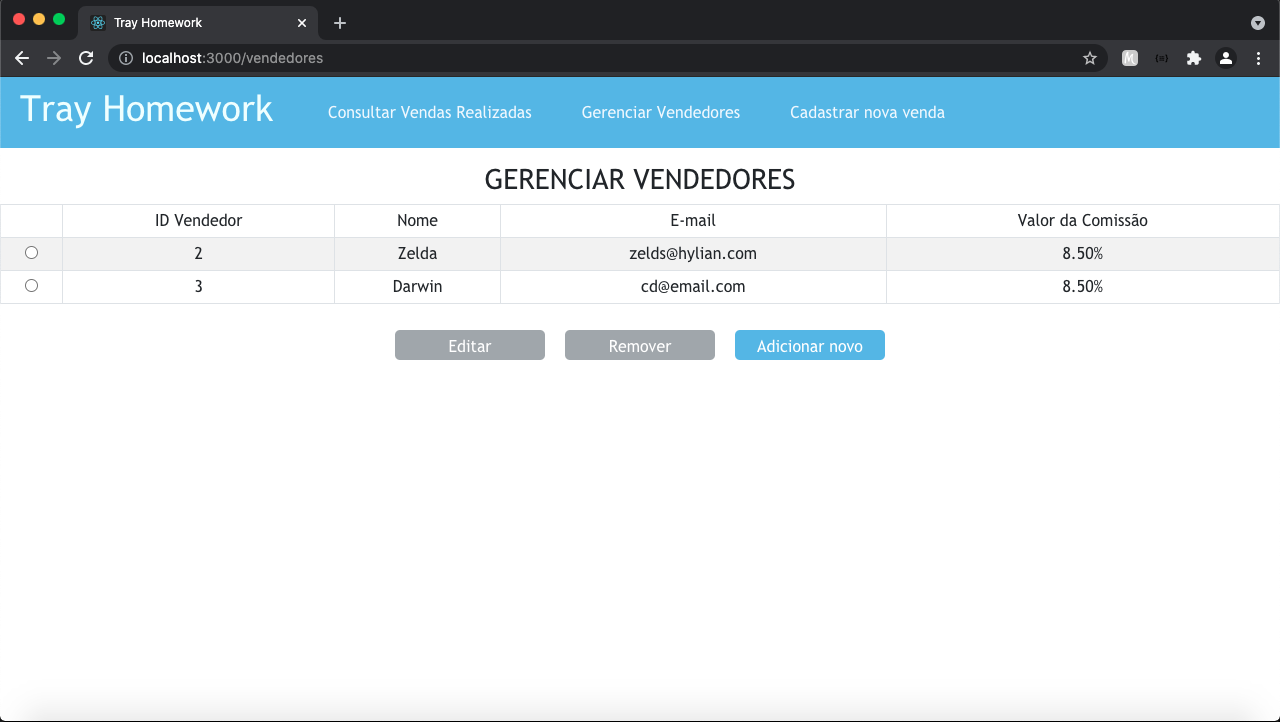 Tray Homework
localhost:3000/vendedores
Tray Homework Consultar Vendas Realizadas Gerenciar Vendedores Cadastrar nova venda
GERENCIAR VENDEDORES
ID Vendedor Nome E-mail Valor da Comissão
2 Zelda zelds@hylian.com 8.50%
3 Darwin cd@email.com 8.50%
Editar Remover Adicionar novo